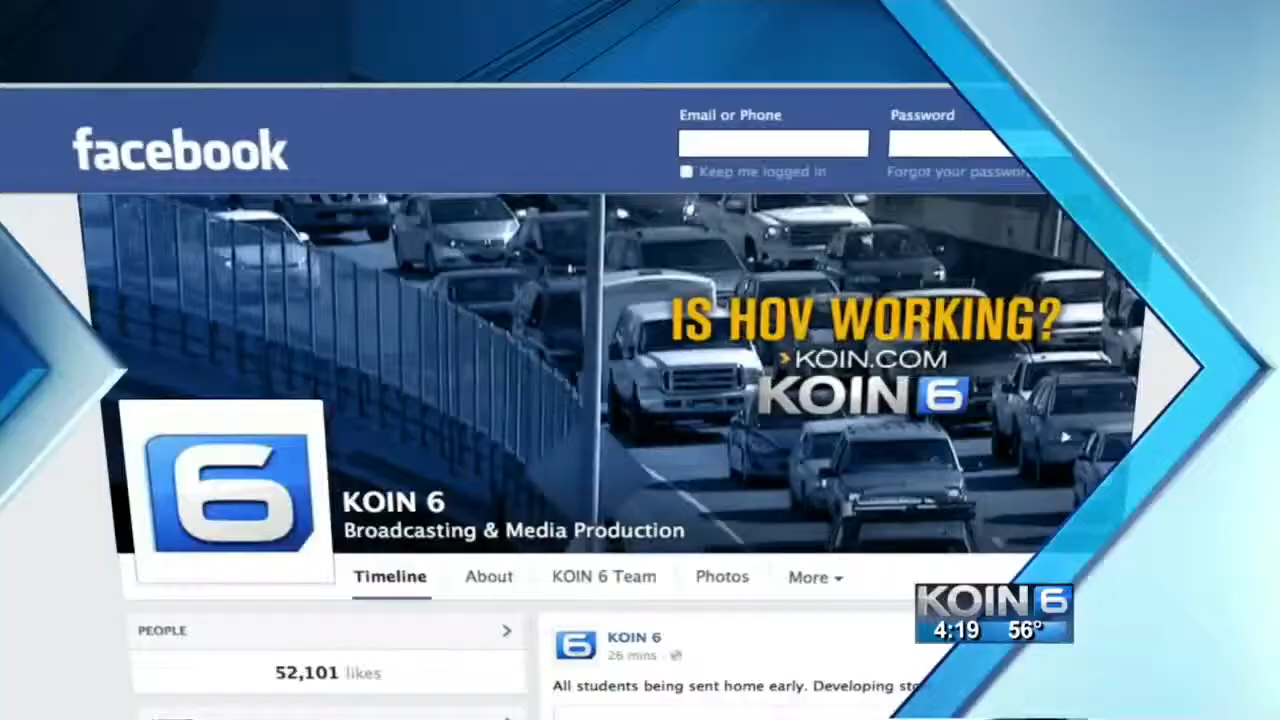 facebook
Email or Phone
Password
Keep me logged in
Forgot your passwor
IS HOV WORKING?
KOIN.COM
KOIN 6
6
KOIN 6
Broadcasting & Media Production
Timeline
About
KOIN 6 Team
Photos
More
PEOPLE
52,101 likes
6
KOIN 6
26 mins
All students being sent home early. Developing sto
KOIN 6
4:19 56°